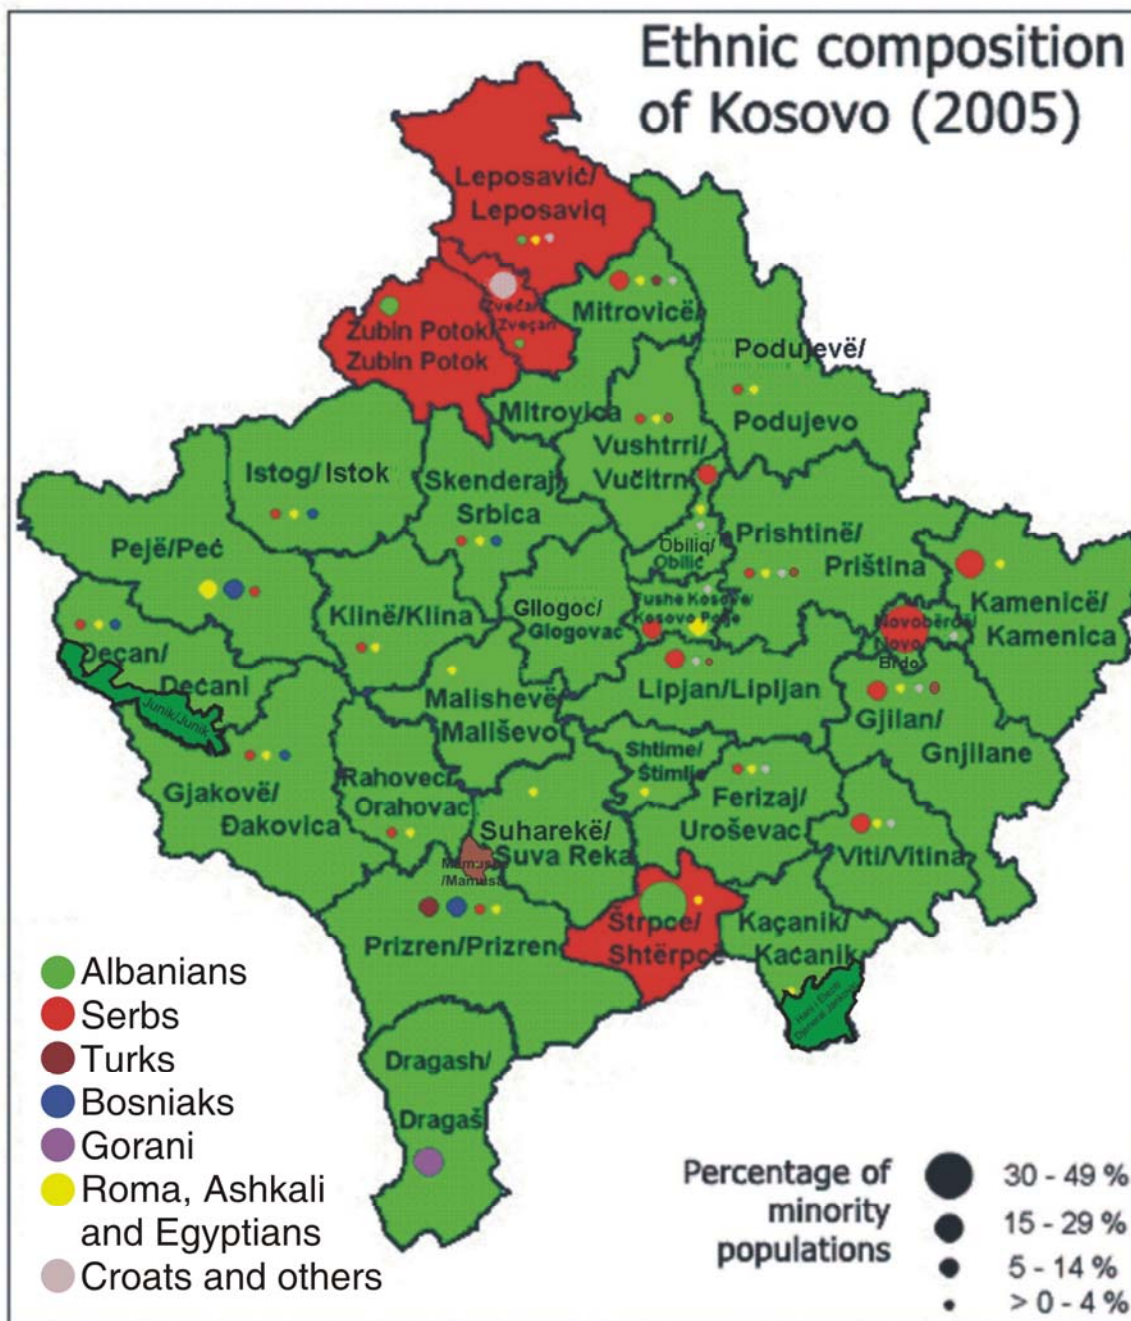 Ethnic composition
of Kosovo (2005)
Leposavić/
Leposaviq
Zvečan/
Zveçan
Zubin Potok/
Zubin Potok
Mitrovicë/
Mitrovica
Podujevë/
Podujevo
Vushtrri/
Vučitrn
Istog/Istok
Skenderaj/
Srbica
Pejë/Peć
Prishtinë/
Priština
Obiliq/
Obilić
Klinë/Klina
Gllogoc/
Glogovac
Fushë Kosovë/
Kosovo Polje
Novobërdë/
Novo
Brdo
Kamenicë/
Kamenica
Deçan/
Dećani
Junik/Junik
Malishevë/
Mališevo
Lipjan/Lipljan
Gjilan/
Gnjilane
Shtime/
Štimlje
Gjakovë/
Đakovica
Rahovec/
Orahovac
Suharekë/
Suva Reka
Ferizaj/
Uroševac
Viti/Vitina
/Mamuša
Prizren/Prizren
Štrpce/
Shtërpcë
Kaçanik/
Kačanik
Dragash/
Dragaš
Albanians
Serbs
Turks
Bosniaks
Gorani
Roma, Ashkali
and Egyptians
Croats and others
Percentage of
minority
populations
30 - 49 %
15 - 29 %
5 - 14 %
> 0 - 4 %